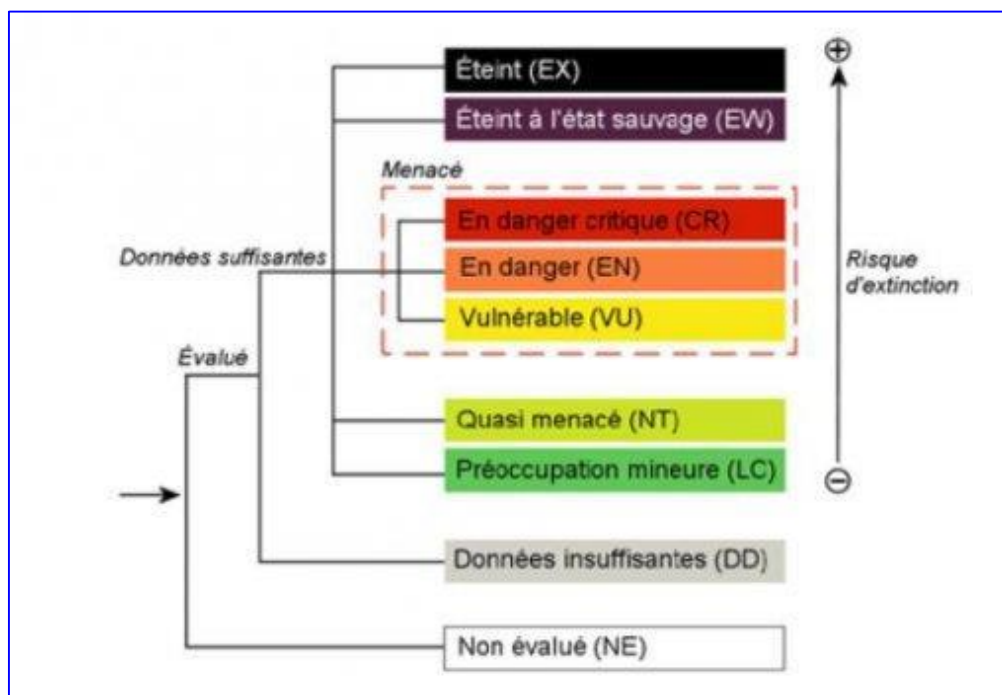 Éteint (EX)
Éteint à l'état sauvage (EW)
Menacé
En danger critique (CR)
Données suffisantes
En danger (EN)
Risque
d'extinction
Vulnérable (VU)
Évalué
Quasi menacé (NT)
Préoccupation mineure (LC)
Données insuffisantes (DD)
Non évalué (NE)